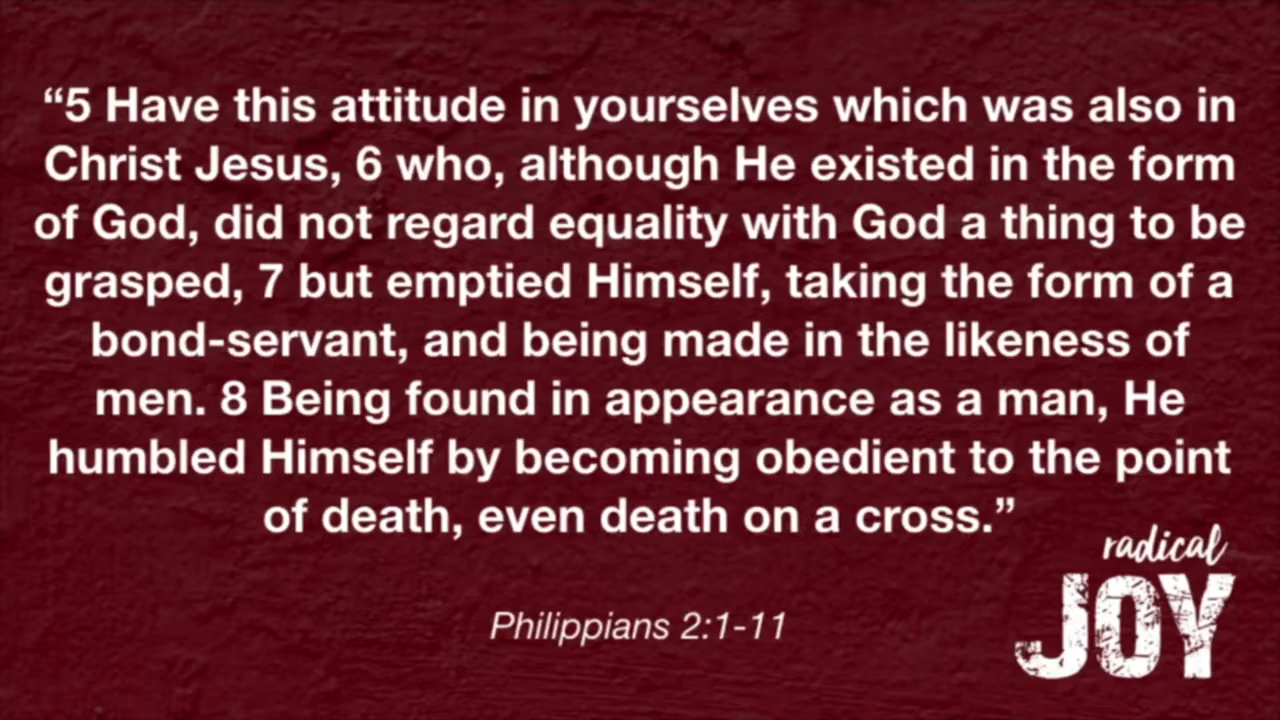 “5 Have this attitude in yourselves which was also in
Christ Jesus, 6 who, although He existed in the form
of God, did not regard equality with God a thing to be
grasped, 7 but emptied Himself, taking the form of a
bond-servant, and being made in the likeness of
men. 8 Being found in appearance as a man, He
humbled Himself by becoming obedient to the point
of death, even death on a cross.”
radical
JOY
Philippians 2:1-11